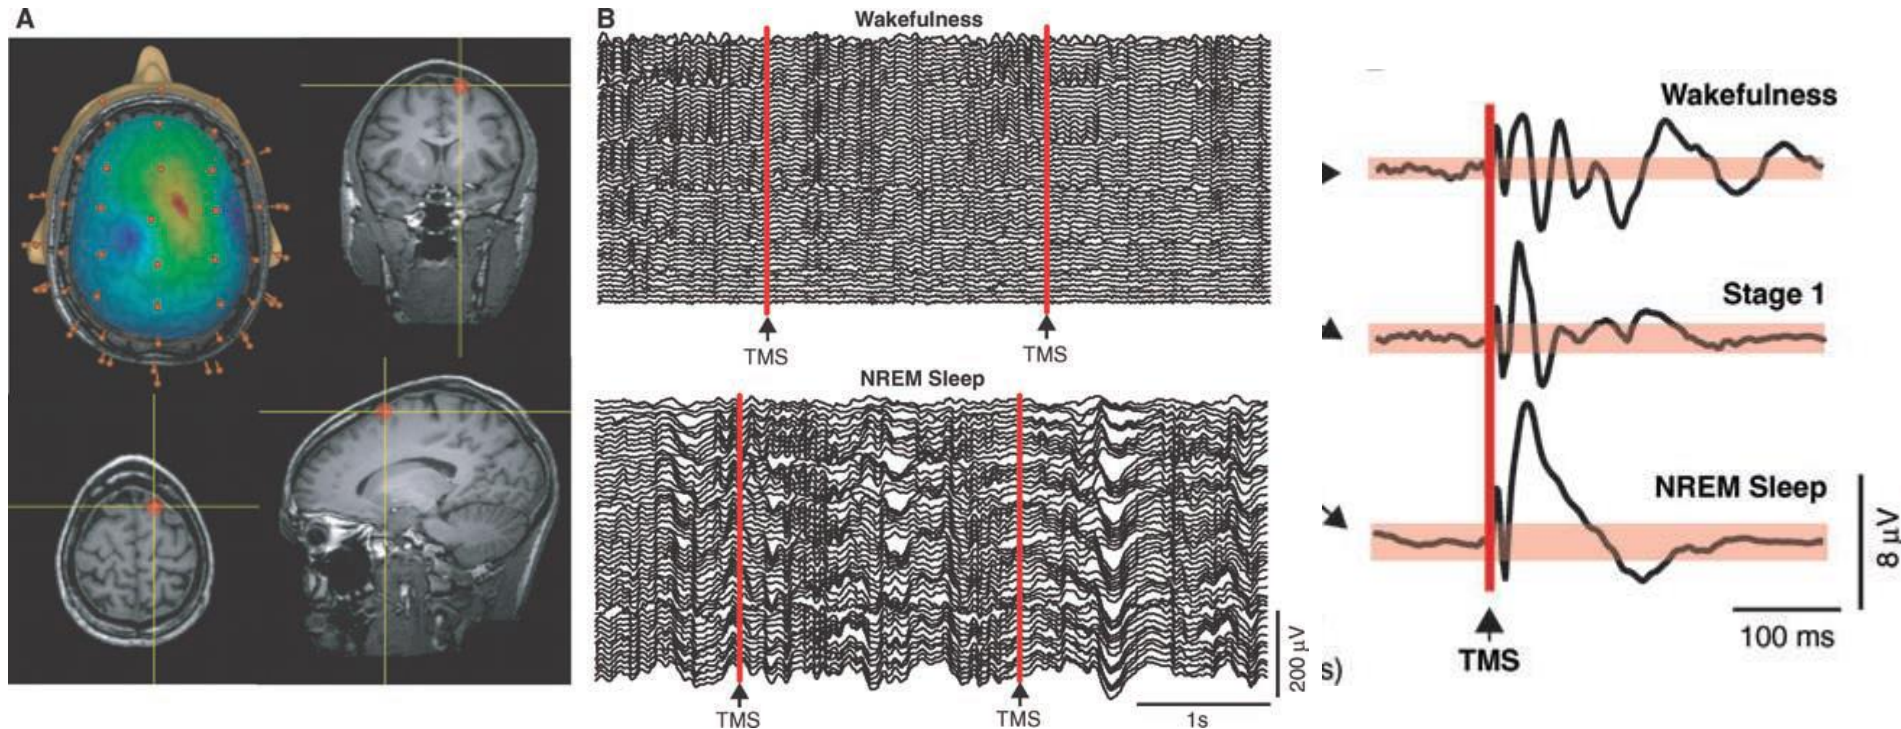 A
B
Wakefulness
TMS
TMS
NREM Sleep
TMS
TMS
200 µV
1s
Wakefulness
Stage 1
NREM Sleep
8 µV
100 ms
TMS
s)